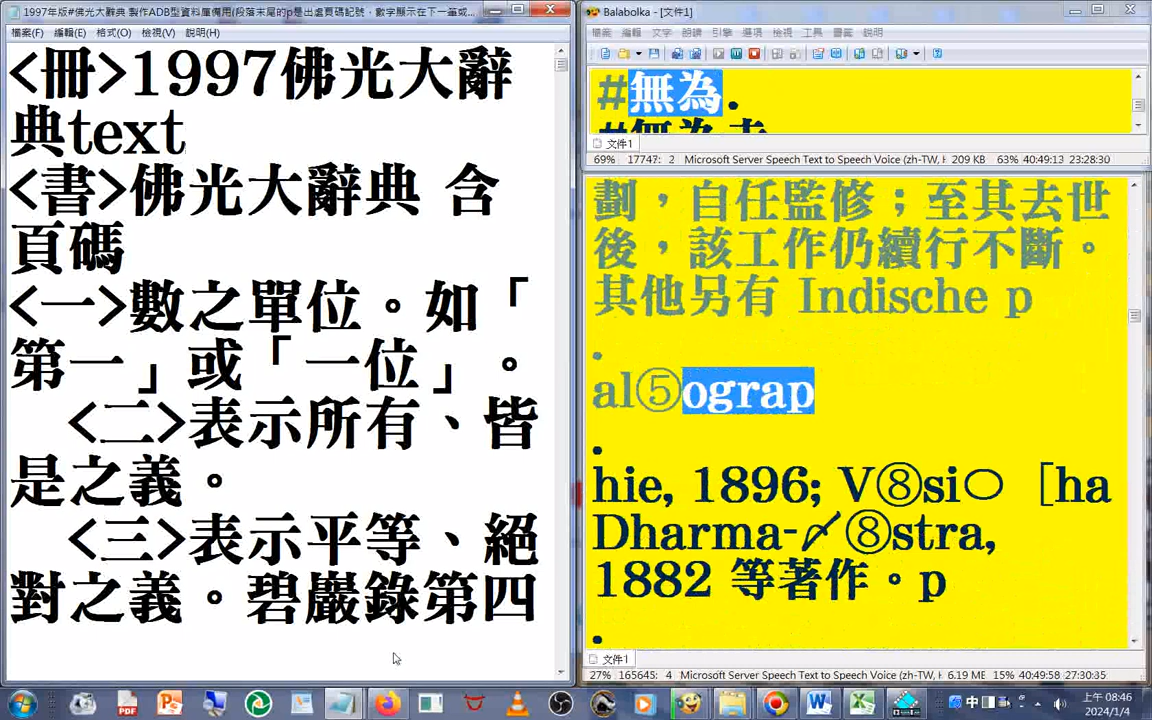 1997年版#佛光大辭典 製作ADB型資料庫備用(段落末尾的p是出處頁碼記號，數字顯示在下一筆或...
檔案(F) 編輯(E) 格式(O) 檢視(V) 說明(H)
<冊>1997佛光大辭
典text
<書>佛光大辭典 含
頁碼
<一>數之單位。如「
第一」或「一位」。
<二>表示所有、皆
是之義。
<三>表示平等、絕
對之義。碧巖錄第四
Balabolka - [文件1]
檔案 編輯 文字 朗讀 引擎 選項 檢視 工具 書籤 說明
#無為.
#無為表
文件1
69% 17747: 2 Microsoft Server Speech Text to Speech Voice (zh-TW, H 209 KB 63% 40:49:13 23:28:30
劃，自任監修；至其去世
後，該工作仍續行不斷。
其他另有 Indische p
.
al⑤ograp
.
hie, 1896; V⑧si○［ha
Dharma-〆⑧stra,
1882 等著作。p
.
文件1
27% 165645: 4 Microsoft Server Speech Text to Speech Voice (zh-TW, H 6.19 ME 15% 40:49:58 27:30:35
中
上午 08:46
2024/1/4